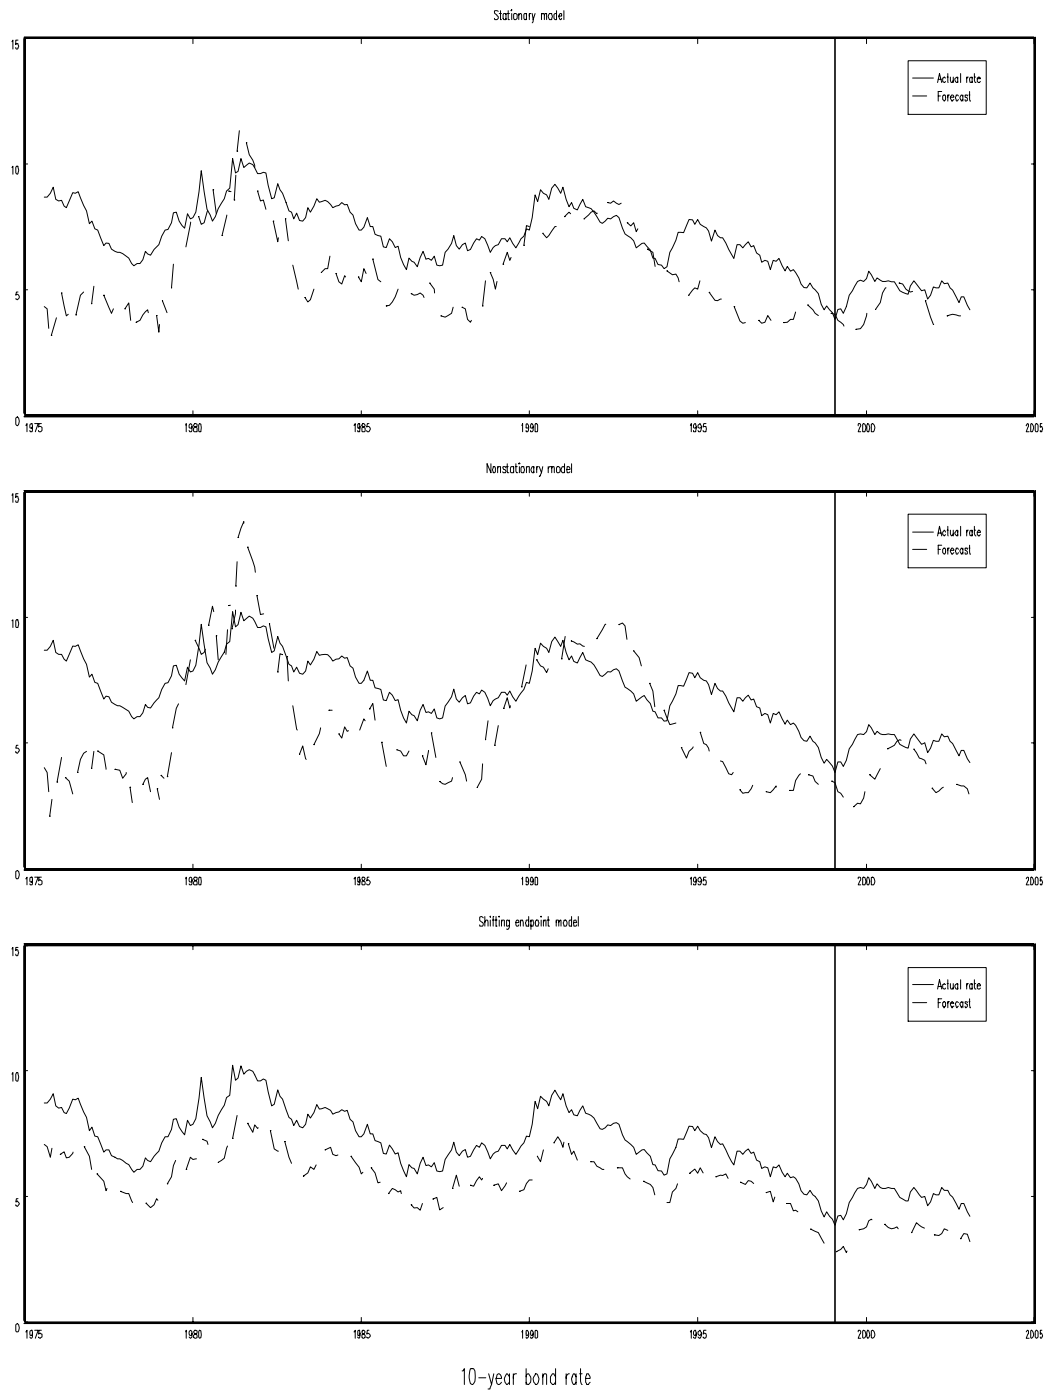 Stationary model
15
Actual rate
Forecast
10
5
0
1975 1980 1985 1990 1995 2000 2005
Nonstationary model
15
Actual rate
Forecast
10
5
0
1975 1980 1985 1990 1995 2000 2005
Shifting endpoint model
15
Actual rate
Forecast
10
5
0
1975 1980 1985 1990 1995 2000 2005
10-year bond rate